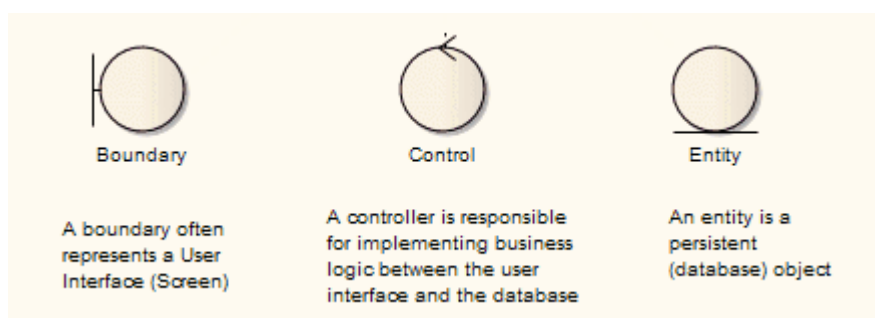 Boundary
Control
Entity
A boundary often
represents a User
Interface (Screen)
A controller is responsible
for implementing business
logic between the user
interface and the database
An entity is a
persistent
(database) object